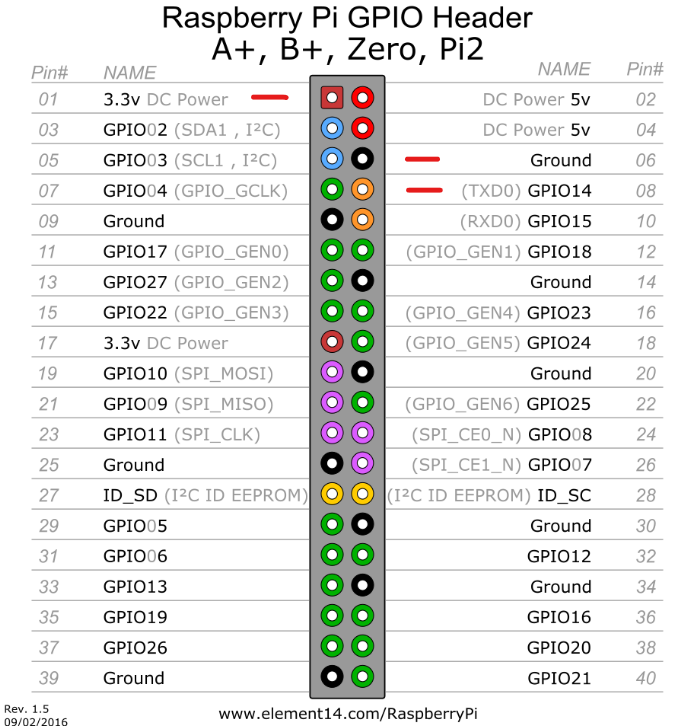 Raspberry Pi GPIO Header
A+, B+, Zero, Pi2
Pin# NAME NAME Pin#
01 3.3v DC Power DC Power 5v 02
03 GPIO02 (SDA1 , I²C) DC Power 5v 04
05 GPIO03 (SCL1 , I²C) Ground 06
07 GPIO04 (GPIO_GCLK) (TXD0) GPIO14 08
09 Ground (RXD0) GPIO15 10
11 GPIO17 (GPIO_GEN0) (GPIO_GEN1) GPIO18 12
13 GPIO27 (GPIO_GEN2) Ground 14
15 GPIO22 (GPIO_GEN3) (GPIO_GEN4) GPIO23 16
17 3.3v DC Power (GPIO_GEN5) GPIO24 18
19 GPIO10 (SPI_MOSI) Ground 20
21 GPIO09 (SPI_MISO) (GPIO_GEN6) GPIO25 22
23 GPIO11 (SPI_CLK) (SPI_CE0_N) GPIO08 24
25 Ground (SPI_CE1_N) GPIO07 26
27 ID_SD (I²C ID EEPROM) (I²C ID EEPROM) ID_SC 28
29 GPIO05 Ground 30
31 GPIO06 GPIO12 32
33 GPIO13 Ground 34
35 GPIO19 GPIO16 36
37 GPIO26 GPIO20 38
39 Ground GPIO21 40
Rev. 1.5
09/02/2016
www.element14.com/RaspberryPi